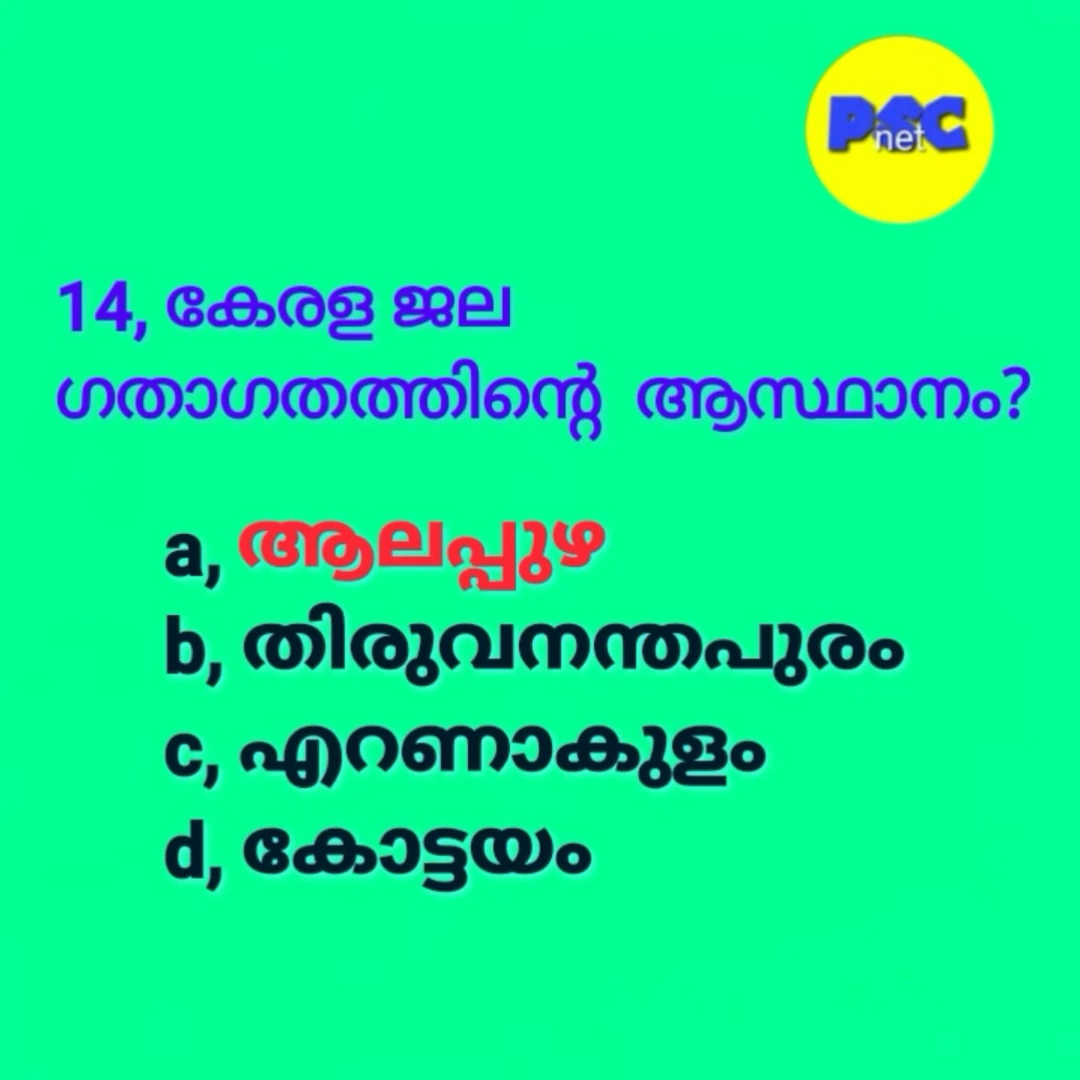 PSC
net
14, കേരള ജല
ഗതാഗതത്തിന്റെ ആസ്ഥാനം?
a, ആലപ്പുഴ
b, തിരുവനന്തപുരം
c, എറണാകുളം
d, കോട്ടയം